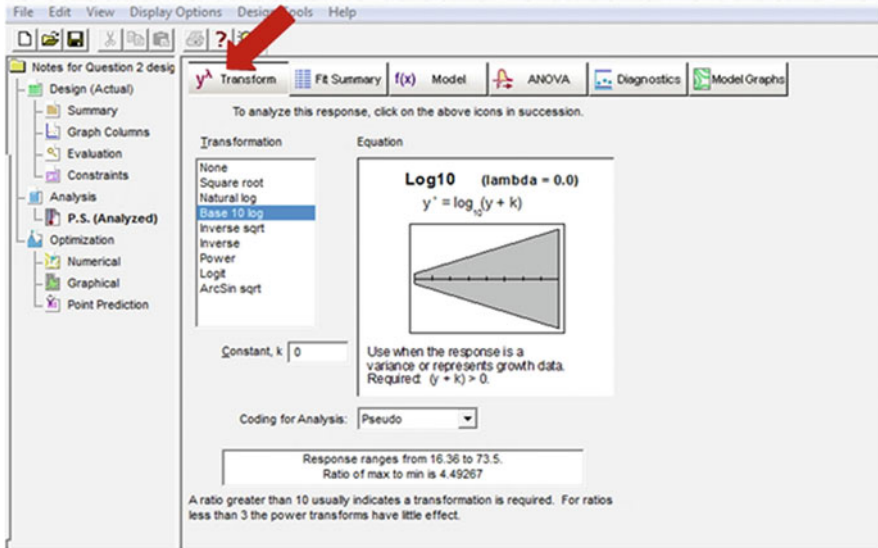 File Edit View Display Options Design Tools Help
?
Notes for Question 2 desig
Design (Actual)
Summary
Graph Columns
Evaluation
Constraints
Analysis
P.S. (Analyzed)
Optimization
Numerical
Graphical
Point Prediction
yλ Transform Fit Summary f(x) Model ANOVA Diagnostics Model Graphs
To analyze this response, click on the above icons in succession.
Transformation
None
Square root
Natural log
Base 10 log
Inverse sqrt
Inverse
Power
Logit
ArcSin sqrt
Constant, k 0
Equation
Log10 (lambda = 0.0)
y' = log10(y + k)
Use when the response is a
variance or represents growth data.
Required: (y + k) > 0.
Coding for Analysis: Pseudo
Response ranges from 16.36 to 73.5.
Ratio of max to min is 4.49267
A ratio greater than 10 usually indicates a transformation is required. For ratios
less than 3 the power transforms have little effect.